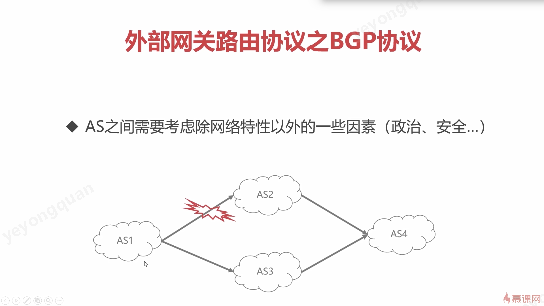 yeyongquan
外部网关路由协议之BGP协议
◆ AS之间需要考虑除网络特性以外的一些因素（政治、安全...）
yeyongquan
AS2
AS1
AS4
AS3
慕课网